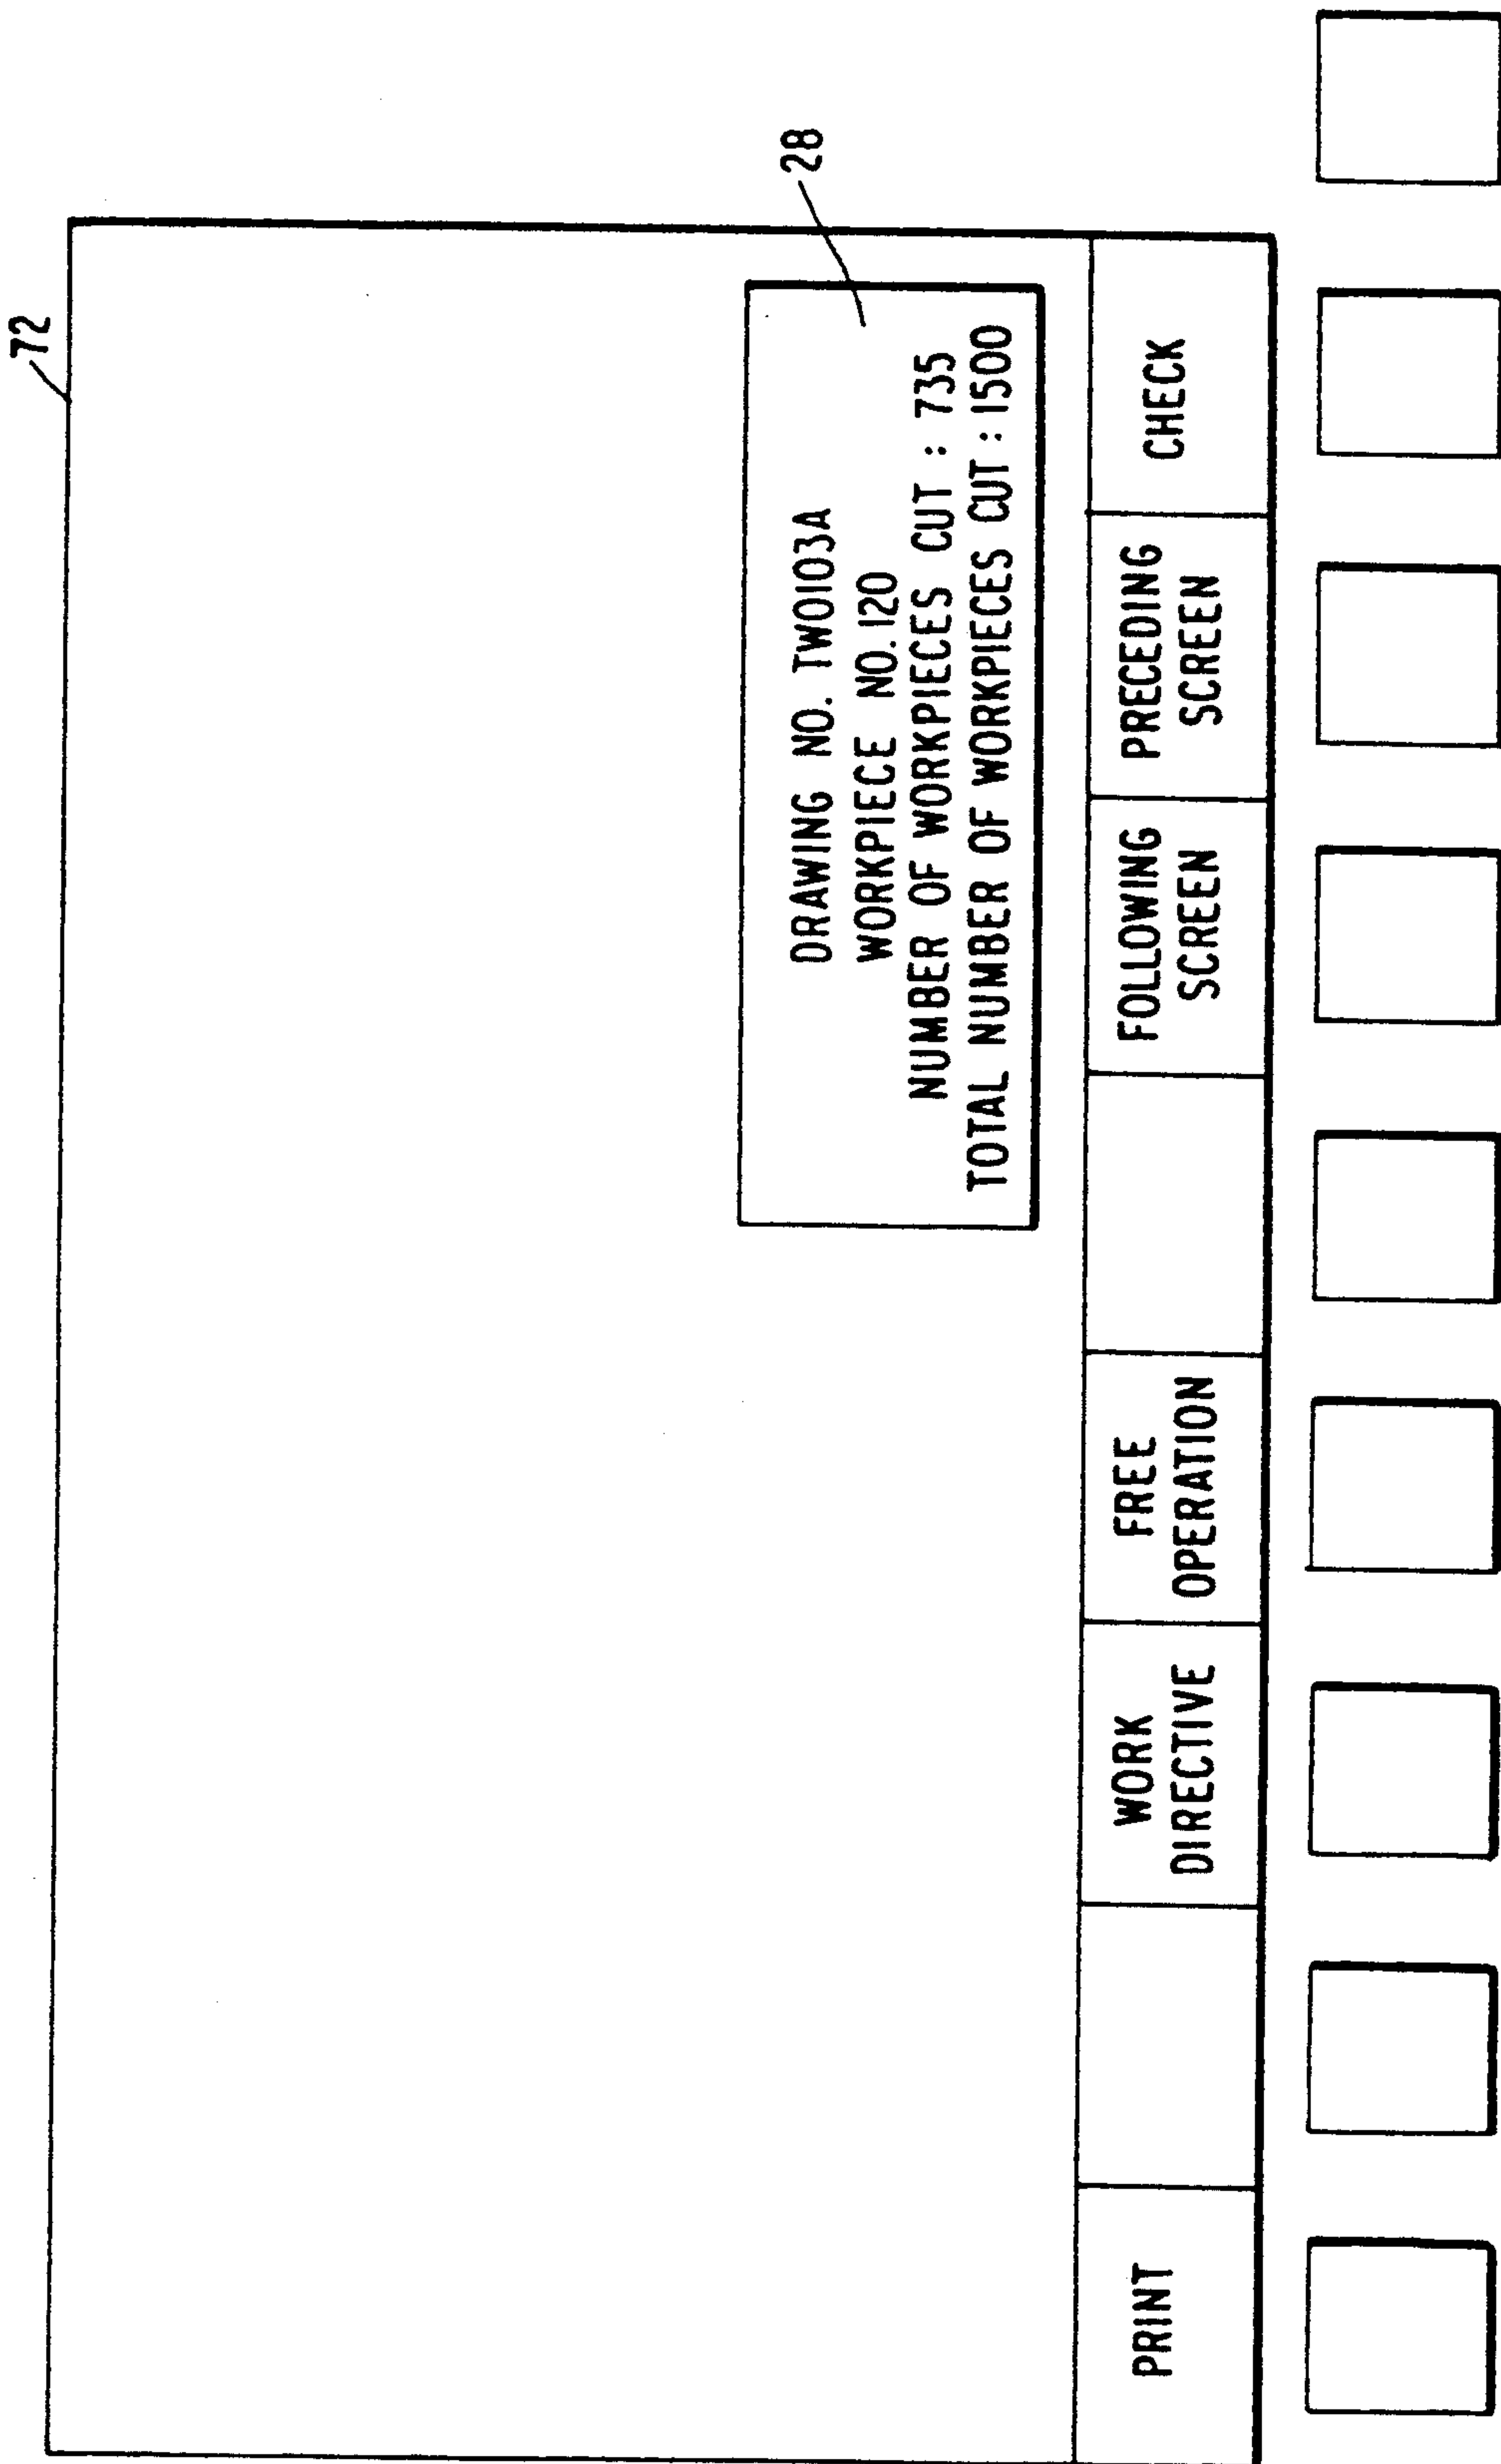 72
28
DRAWING NO. TW0103A
WORKPIECE NO.120
NUMBER OF WORKPIECES CUT : 735
TOTAL NUMBER OF WORKPIECES CUT : 1500
PRINT
WORK
DIRECTIVE
FREE
OPERATION
FOLLOWING
SCREEN
PRECEDING
SCREEN
CHECK